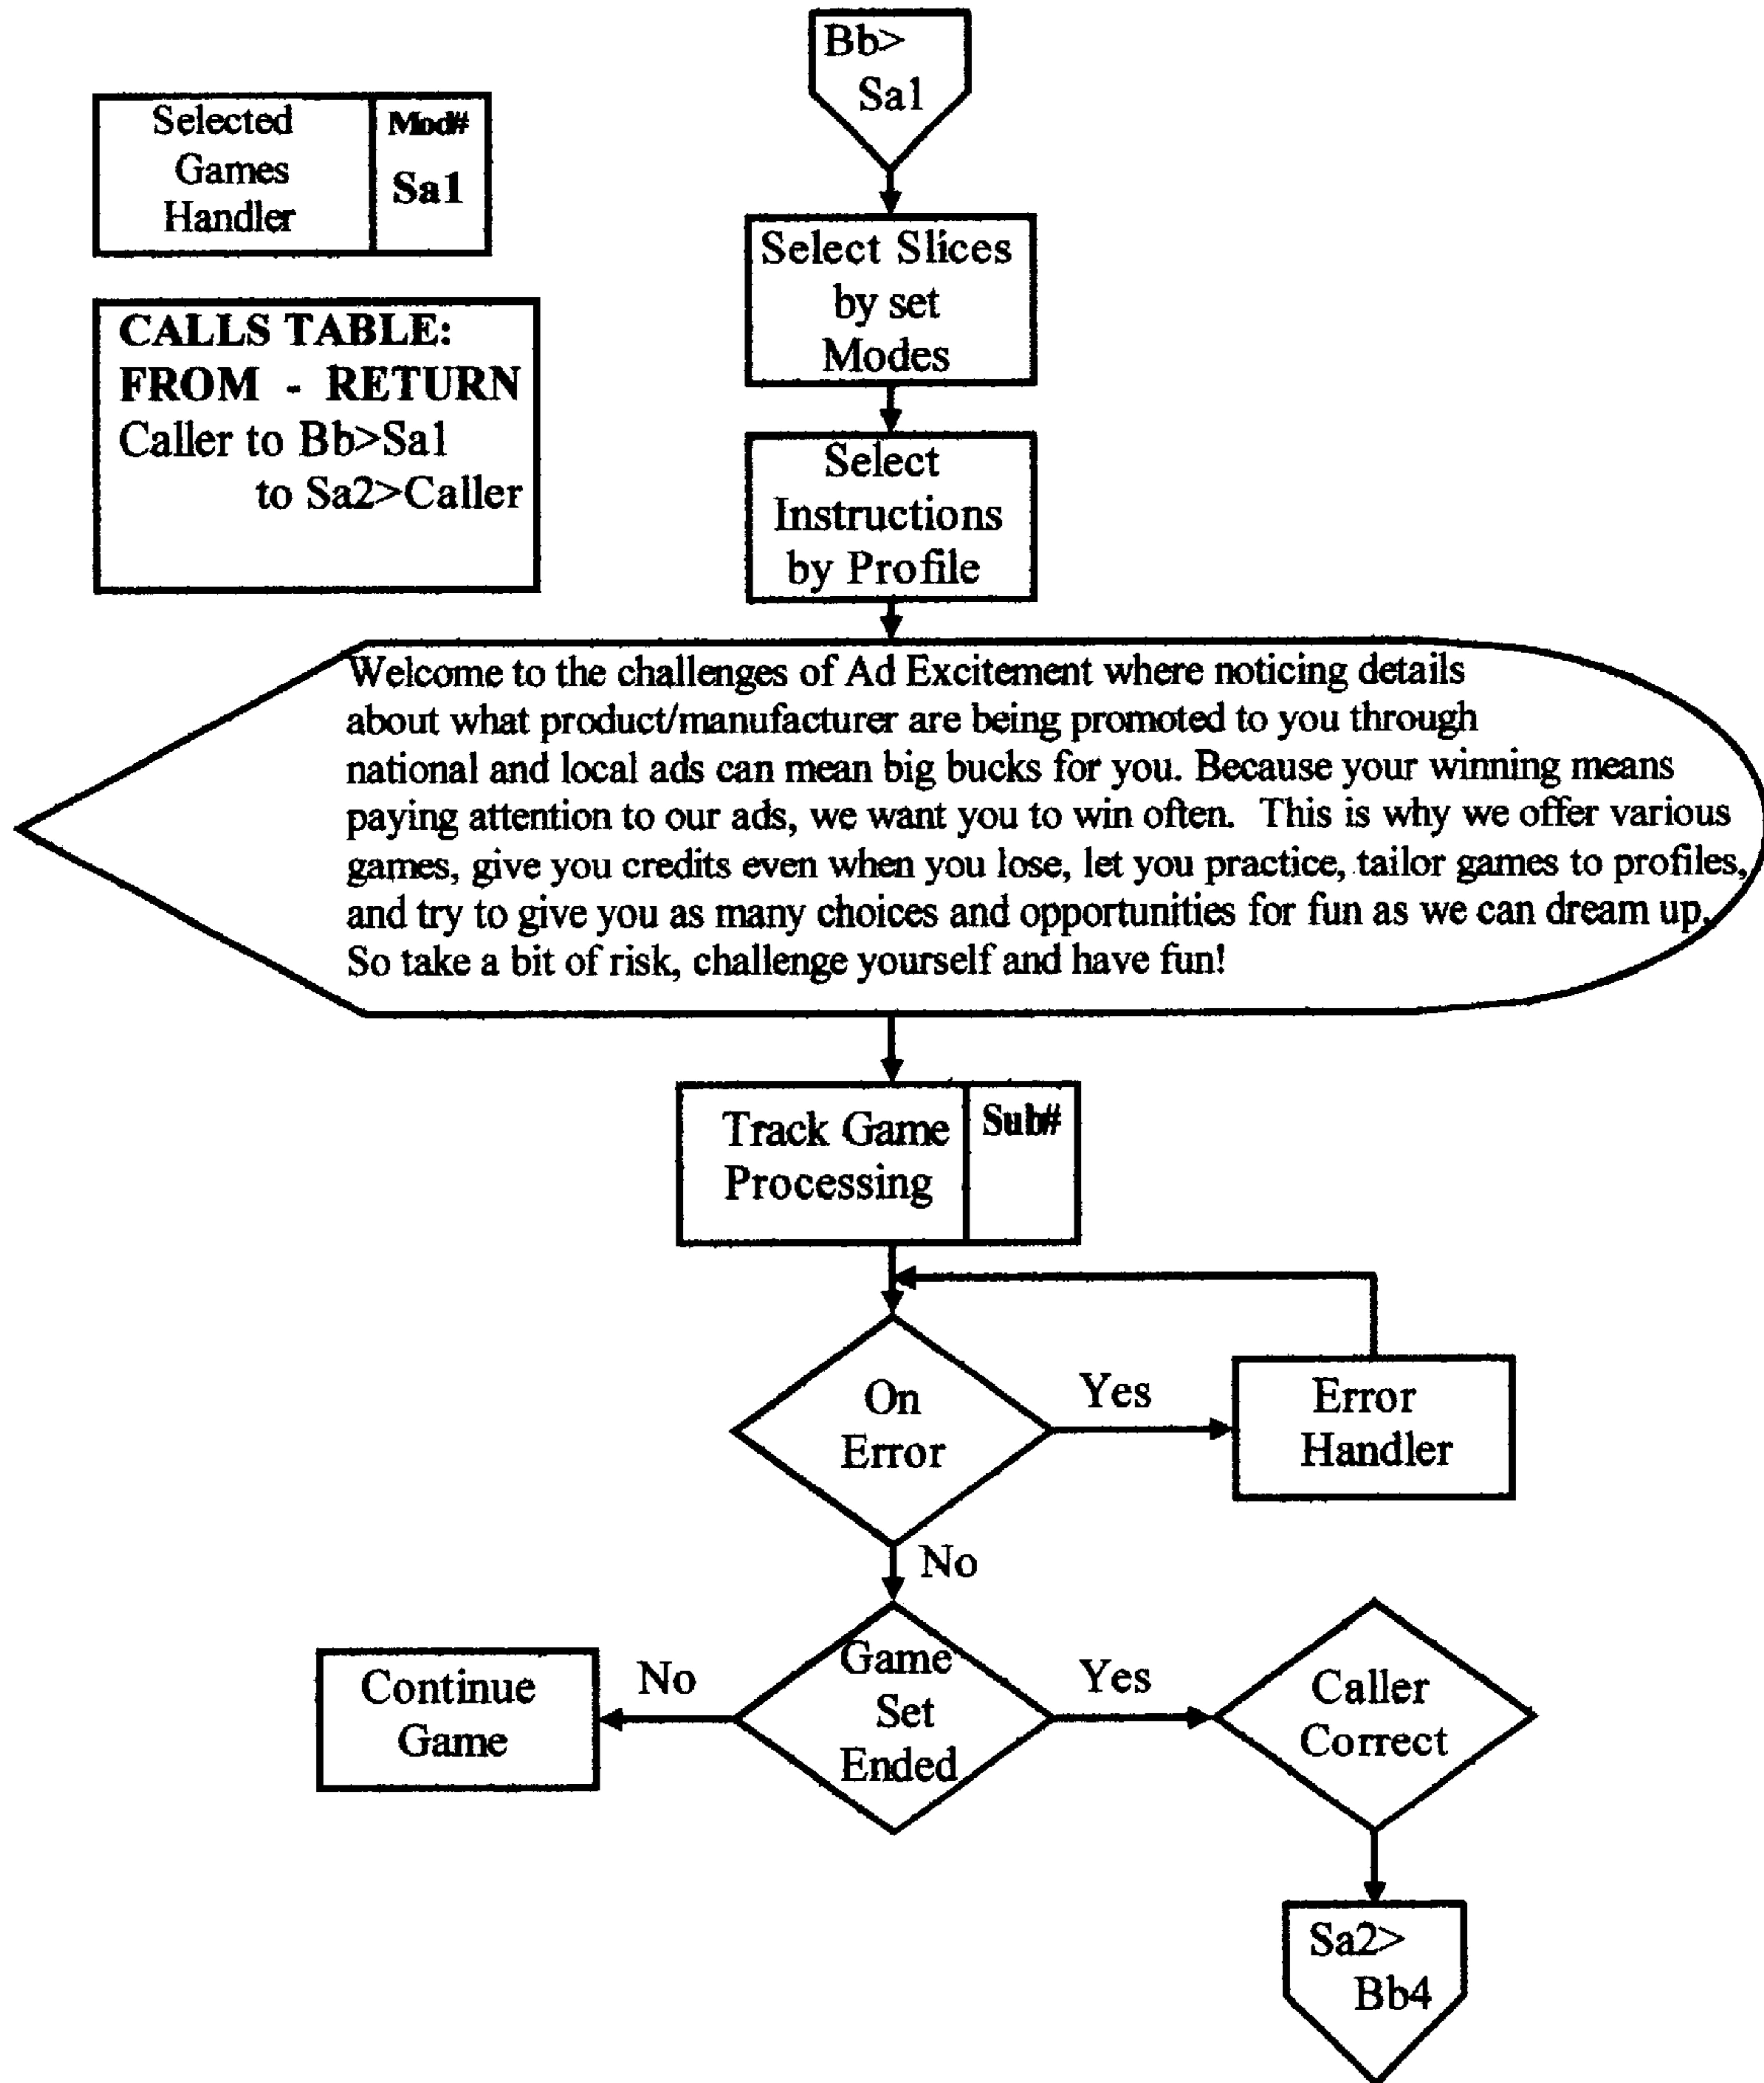 Bb>
Sa1
Selected
Games
Handler
Mod#
Sa1
CALLS TABLE:
FROM - RETURN
Caller to Bb>Sa1
to Sa2>Caller
Select Slices
by set
Modes
Select
Instructions
by Profile
Welcome to the challenges of Ad Excitement where noticing details
about what product/manufacturer are being promoted to you through
national and local ads can mean big bucks for you. Because your winning means
paying attention to our ads, we want you to win often. This is why we offer various
games, give you credits even when you lose, let you practice, tailor games to profiles,
and try to give you as many choices and opportunities for fun as we can dream up.
So take a bit of risk, challenge yourself and have fun!
Track Game
Processing
Sub#
On
Error
Yes
Error
Handler
No
Continue
Game
No
Game
Set
Ended
Yes
Caller
Correct
Sa2>
Bb4